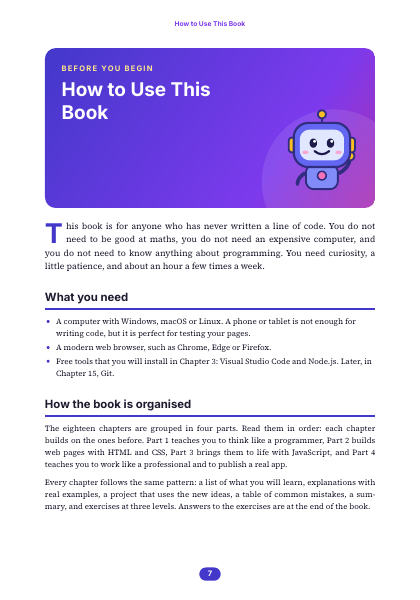 How to Use This Book
BEFORE YOU BEGIN
How to Use This
Book
This book is for anyone who has never written a line of code. You do not
need to be good at maths, you do not need an expensive computer, and
you do not need to know anything about programming. You need curiosity, a
little patience, and about an hour a few times a week.
What you need
• A computer with Windows, macOS or Linux. A phone or tablet is not enough for
writing code, but it is perfect for testing your pages.
• A modern web browser, such as Chrome, Edge or Firefox.
• Free tools that you will install in Chapter 3: Visual Studio Code and Node.js. Later, in
Chapter 15, Git.
How the book is organised
The eighteen chapters are grouped in four parts. Read them in order: each chapter
builds on the ones before. Part 1 teaches you to think like a programmer, Part 2 builds
web pages with HTML and CSS, Part 3 brings them to life with JavaScript, and Part 4
teaches you to work like a professional and to publish a real app.
Every chapter follows the same pattern: a list of what you will learn, explanations with
real examples, a project that uses the new ideas, a table of common mistakes, a sum-
mary, and exercises at three levels. Answers to the exercises are at the end of the book.
7